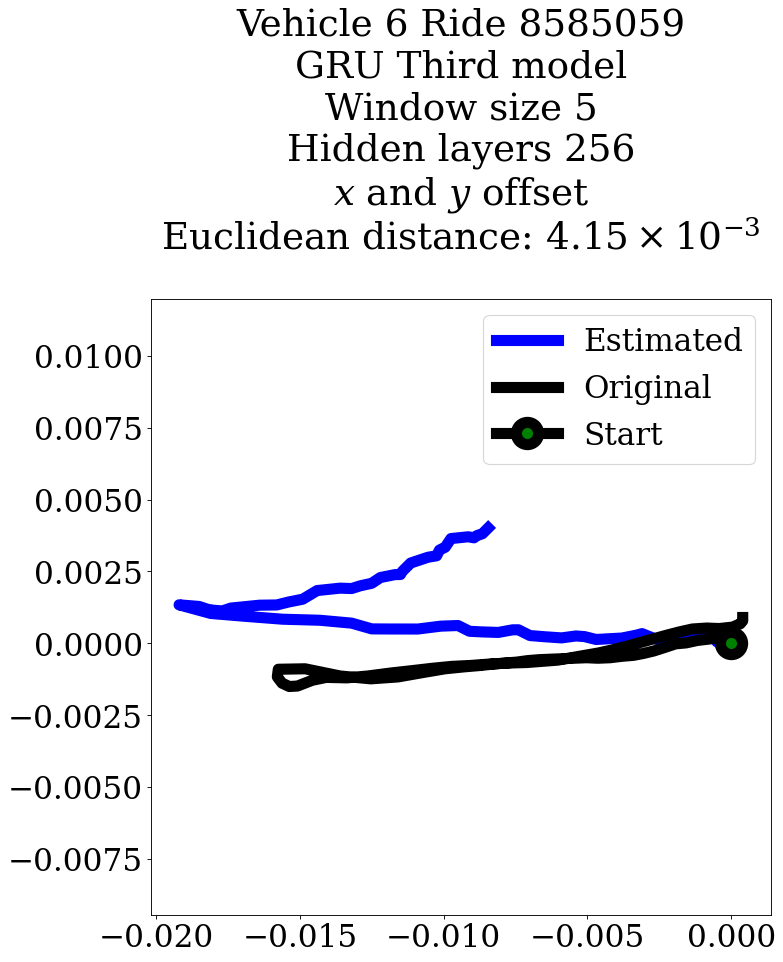 Vehicle 6 Ride 8585059
GRU Third model
Window size 5
Hidden layers 256
x and y offset
Euclidean distance: 4.15 × 10⁻³
Estimated
Original
Start
0.0100
0.0075
0.0050
0.0025
0.0000
−0.0025
−0.0050
−0.0075
−0.020 −0.015 −0.010 −0.005 0.000